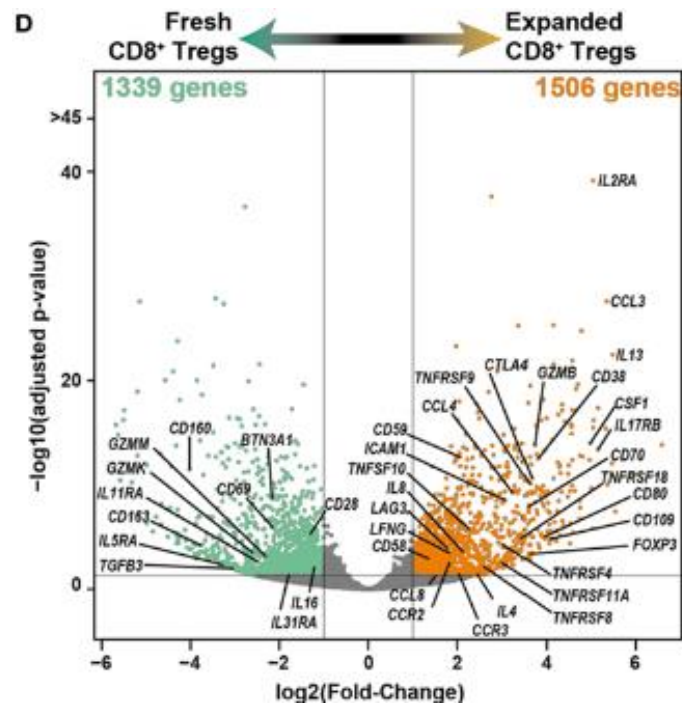 D
Fresh
CD8+ Tregs
Expanded
CD8+ Tregs
1339 genes
1506 genes
>45
40
20
0
-log10(adjusted p-value)
IL2RA
CCL3
IL13
CTLA4
GZMB
CD38
TNFRSF9
CCL4
CSF1
IL17RB
CD59
ICAM1
TNFSF10
CD70
TNFRSF18
IL8
CD80
LAG3
CD109
LFNG
CD58
FOXP3
CCL8
CCR2
CCR3
IL4
TNFRSF4
TNFRSF11A
TNFRSF8
CD160
GZMM
BTN3A1
GZMK
IL11RA
CD69
CD28
CD163
IL5RA
TGFB3
IL16
IL31RA
-6
-4
-2
0
2
4
6
log2(Fold-Change)